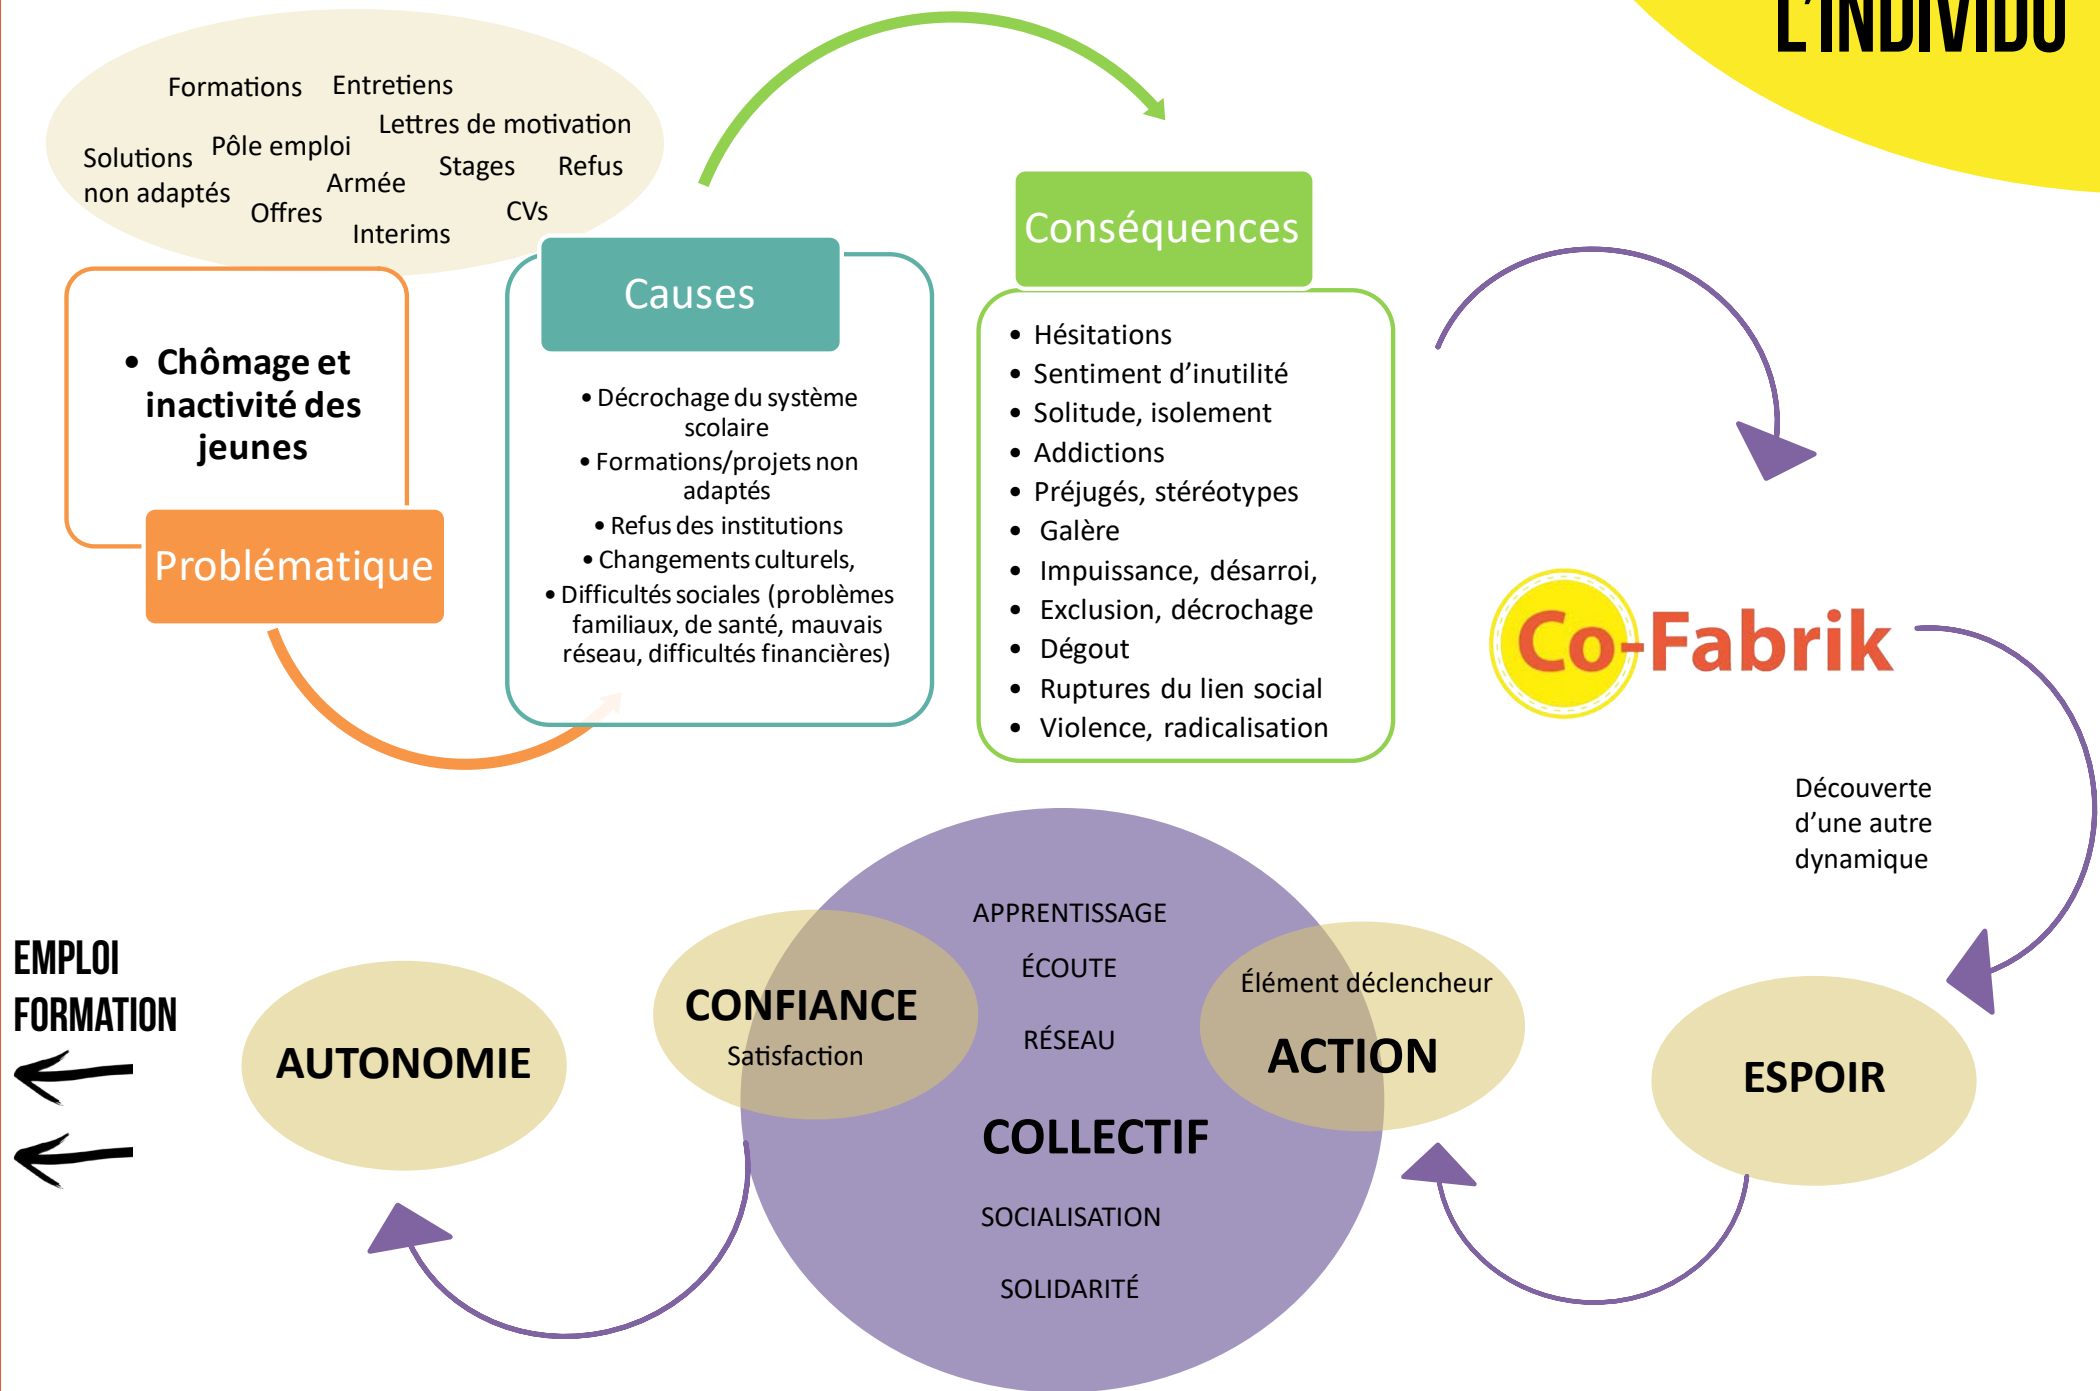 L'INDIVIDU
Formations
Entretiens
Lettres de motivation
Solutions
non adaptés
Pôle emploi
Armée
Stages
Refus
Offres
Interims
CVs
• Chômage et
inactivité des
jeunes
Problématique
Causes
• Décrochage du système
scolaire
• Formations/projets non
adaptés
• Refus des institutions
• Changements culturels,
• Difficultés sociales (problèmes
familiaux, de santé, mauvais
réseau, difficultés financières)
Conséquences
• Hésitations
• Sentiment d'inutilité
• Solitude, isolement
• Addictions
• Préjugés, stéréotypes
• Galère
• Impuissance, désarroi,
• Exclusion, décrochage
• Dégout
• Ruptures du lien social
• Violence, radicalisation
Co-Fabrik
Découverte
d'une autre
dynamique
ESPOIR
Élément déclencheur
ACTION
APPRENTISSAGE
ÉCOUTE
RÉSEAU
COLLECTIF
SOCIALISATION
SOLIDARITÉ
CONFIANCE
Satisfaction
AUTONOMIE
EMPLOI
FORMATION